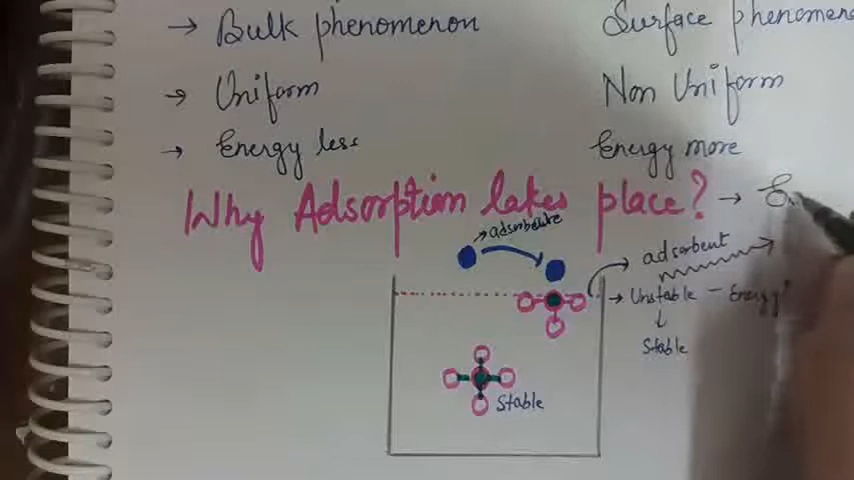 → Bulk phenomenon Surface phenomen
→ Uniform Non Uniform
→ Energy less Energy more
Why Adsorption takes place? → E
→ adsorbate
adsorbent
→ Unstable - Energy↑
↓
Stable
Stable